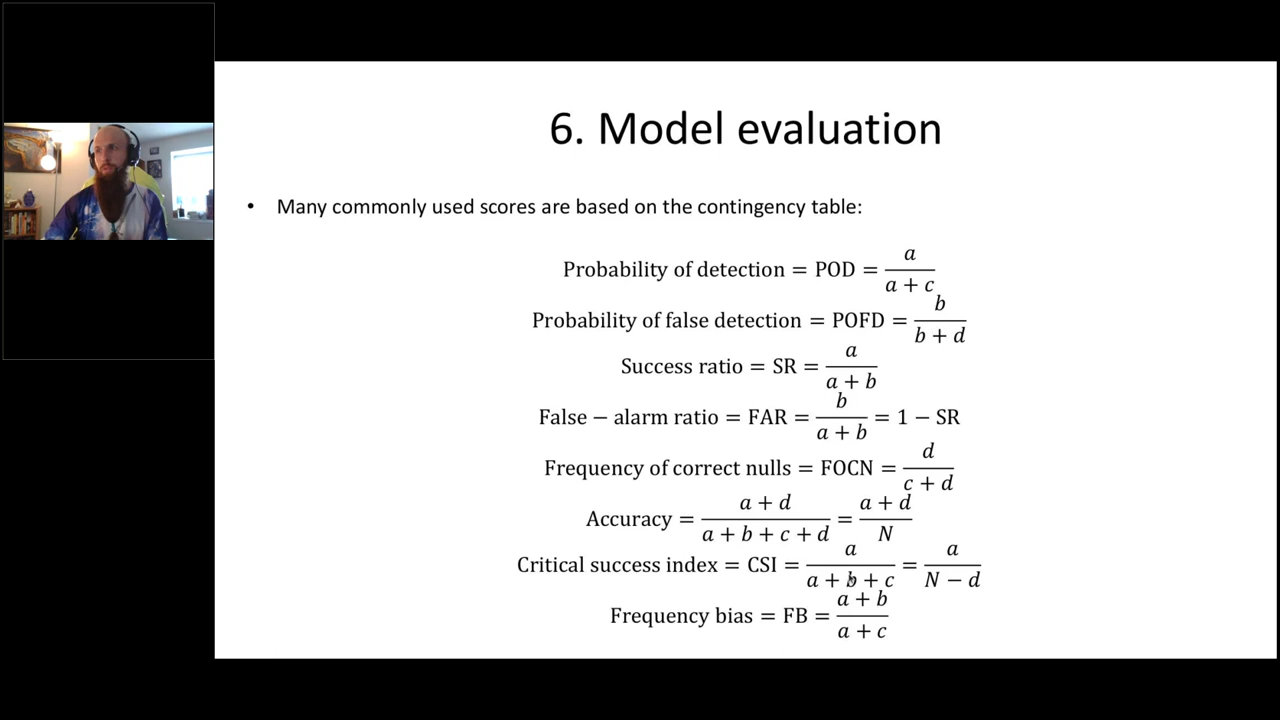 6. Model evaluation
• Many commonly used scores are based on the contingency table:
Probability of detection = POD = a / (a + c)
Probability of false detection = POFD = b / (b + d)
Success ratio = SR = a / (a + b)
False − alarm ratio = FAR = b / (a + b) = 1 − SR
Frequency of correct nulls = FOCN = d / (c + d)
Accuracy = (a + d) / (a + b + c + d) = (a + d) / N
Critical success index = CSI = a / (a + b + c) = a / (N − d)
Frequency bias = FB = (a + b) / (a + c)